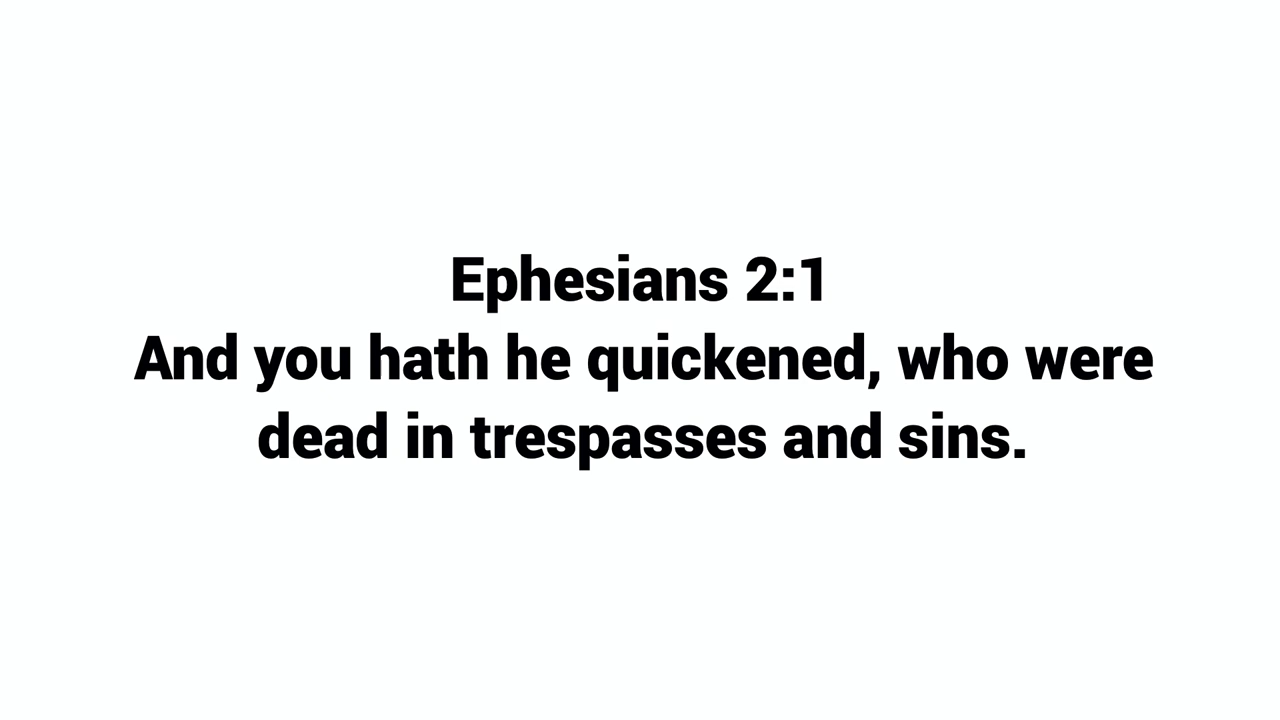 Ephesians 2:1
And you hath he quickened, who were
dead in trespasses and sins.